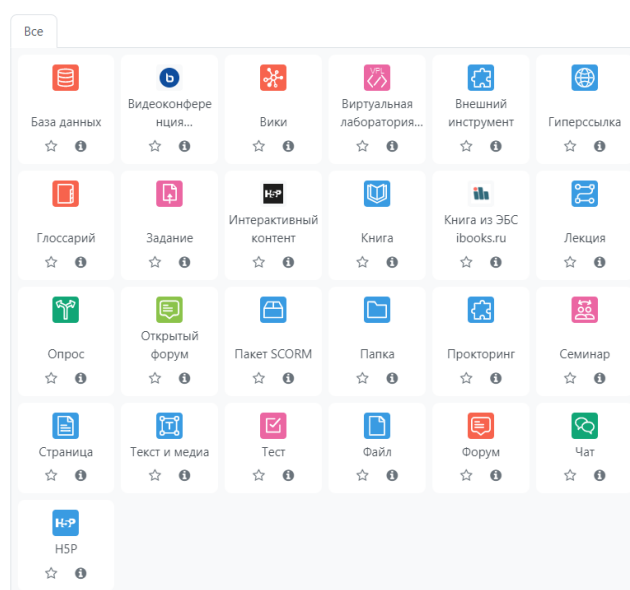 Все
База данных
Видеоконфере
нция...
Вики
VPL
Виртуальная
лаборатория...
Внешний
инструмент
Гиперссылка
Глоссарий
Задание
H5P
Интерактивный
контент
Книга
Книга из ЭБС
ibooks.ru
Лекция
Опрос
Открытый
форум
Пакет SCORM
Папка
Прокторинг
Семинар
Страница
Текст и медиа
Тест
Файл
Форум
Чат
H5P
H5P